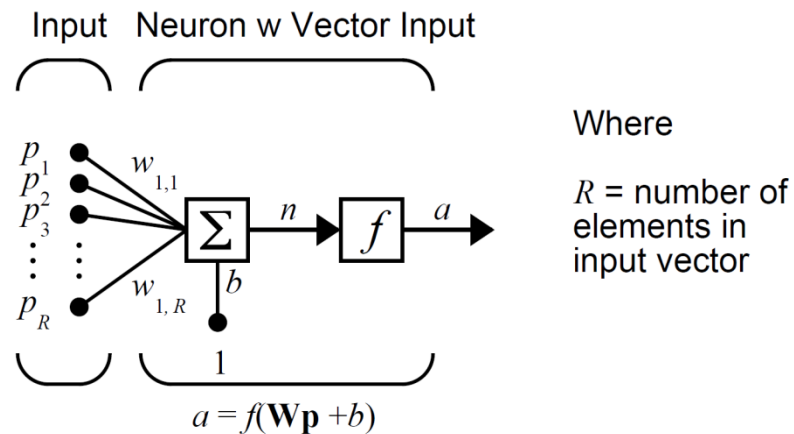 Input Neuron w Vector Input
p1
p2
p3
pR
w1,1
w1, R
Σ
n
f
a
b
1
a = f(Wp +b)
Where
R = number of
elements in
input vector